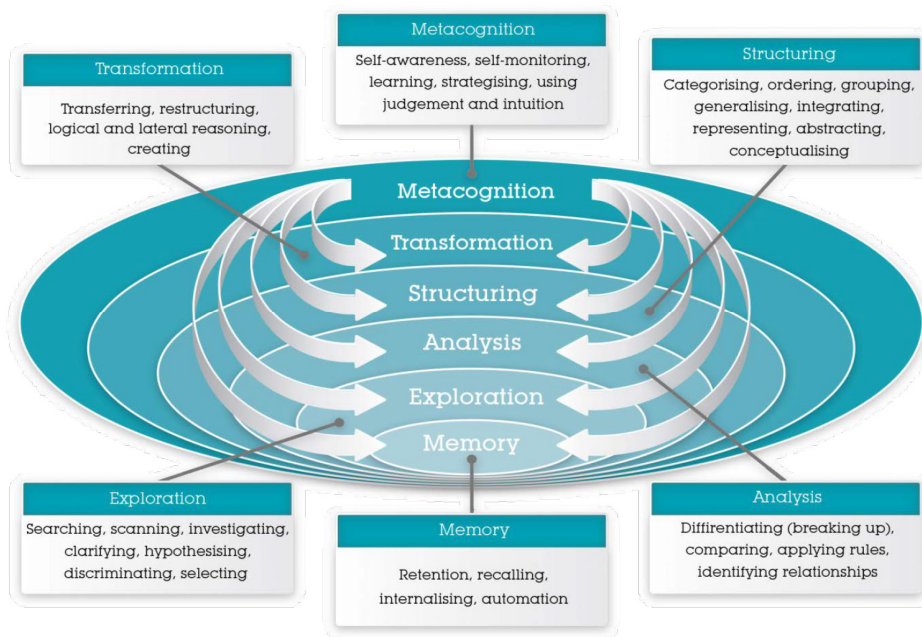 Metacognition
Self-awareness, self-monitoring,
learning, strategising, using
judgement and intuition
Transformation
Transferring, restructuring,
logical and lateral reasoning,
creating
Structuring
Categorising, ordering, grouping,
generalising, integrating,
representing, abstracting,
conceptualising
Metacognition
Transformation
Structuring
Analysis
Exploration
Memory
Exploration
Searching, scanning, investigating,
clarifying, hypothesising,
discriminating, selecting
Memory
Retention, recalling,
internalising, automation
Analysis
Diffirentiating (breaking up),
comparing, applying rules,
identifying relationships